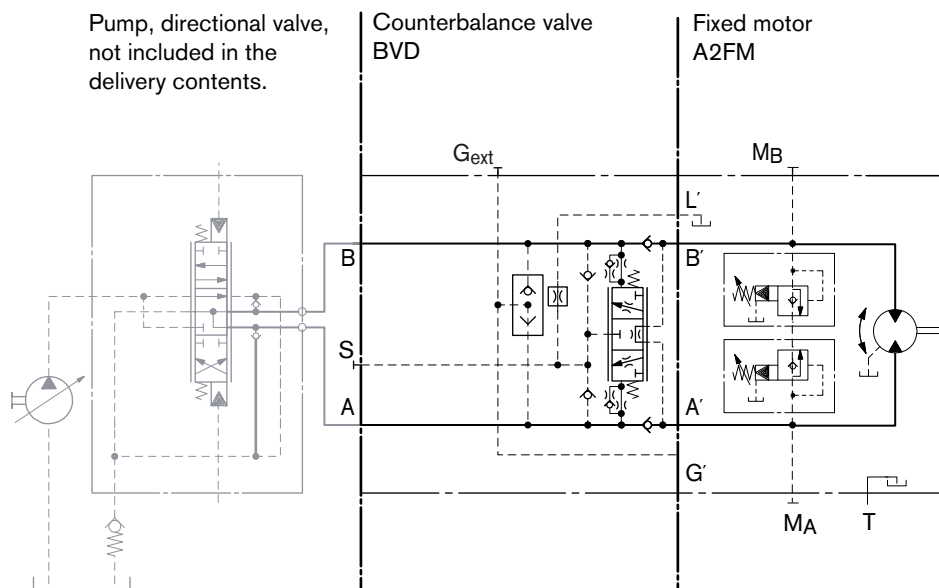 Pump, directional valve,
not included in the
delivery contents.
Counterbalance valve
BVD
Fixed motor
A2FM
Gext
MB
L′
B
B′
S
A
A′
G′
MA
T